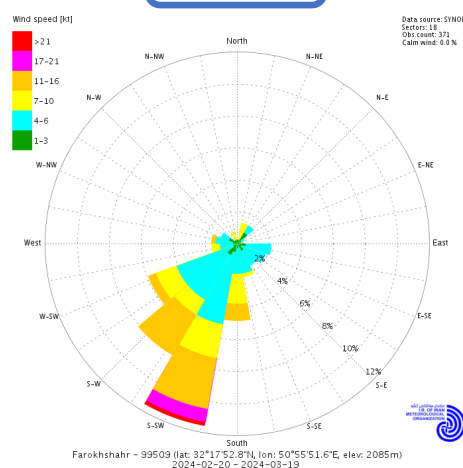 Wind speed [kt]
>21
17-21
11-16
7-10
4-6
1-3
Data source: SYNO
Sectors: 18
Obs.count: 371
Calm wind: 0.0 %
North
N-NW
N-NE
N-W
N-E
W-NW
E-NE
West
East
2%
4%
6%
8%
10%
12%
W-SW
E-SE
S-W
S-E
S-SW
S-SE
South
I.R. OF IRAN
METEOROLOGICAL
ORGANIZATION
Farokhshahr - 99509 (lat: 32°17'52.8"N, lon: 50°55'51.6"E, elev: 2085m)
2024-02-20 - 2024-03-19